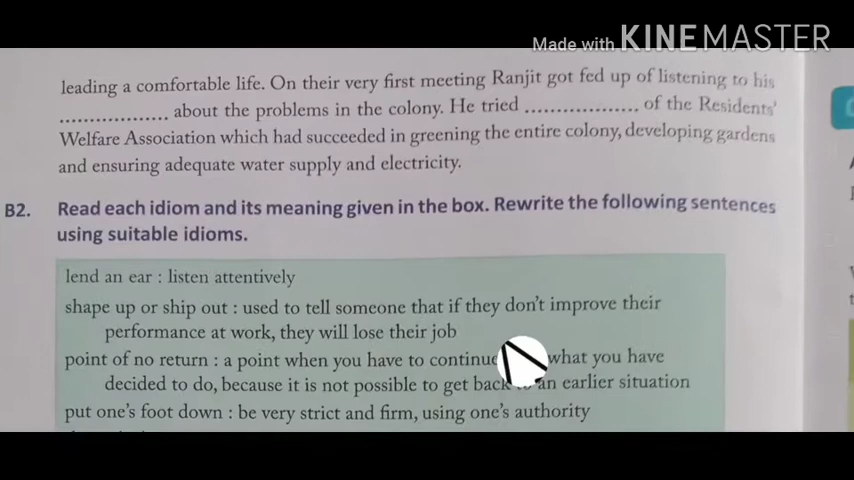 Made with KINEMASTER
leading a comfortable life. On their very first meeting Ranjit got fed up of listening to his
.................. about the problems in the colony. He tried .................. of the Residents'
Welfare Association which had succeeded in greening the entire colony, developing gardens
and ensuring adequate water supply and electricity.
B2. Read each idiom and its meaning given in the box. Rewrite the following sentences
using suitable idioms.
lend an ear : listen attentively
shape up or ship out : used to tell someone that if they don't improve their
performance at work, they will lose their job
point of no return : a point when you have to continue what you have
decided to do, because it is not possible to get back to an earlier situation
put one's foot down : be very strict and firm, using one's authority